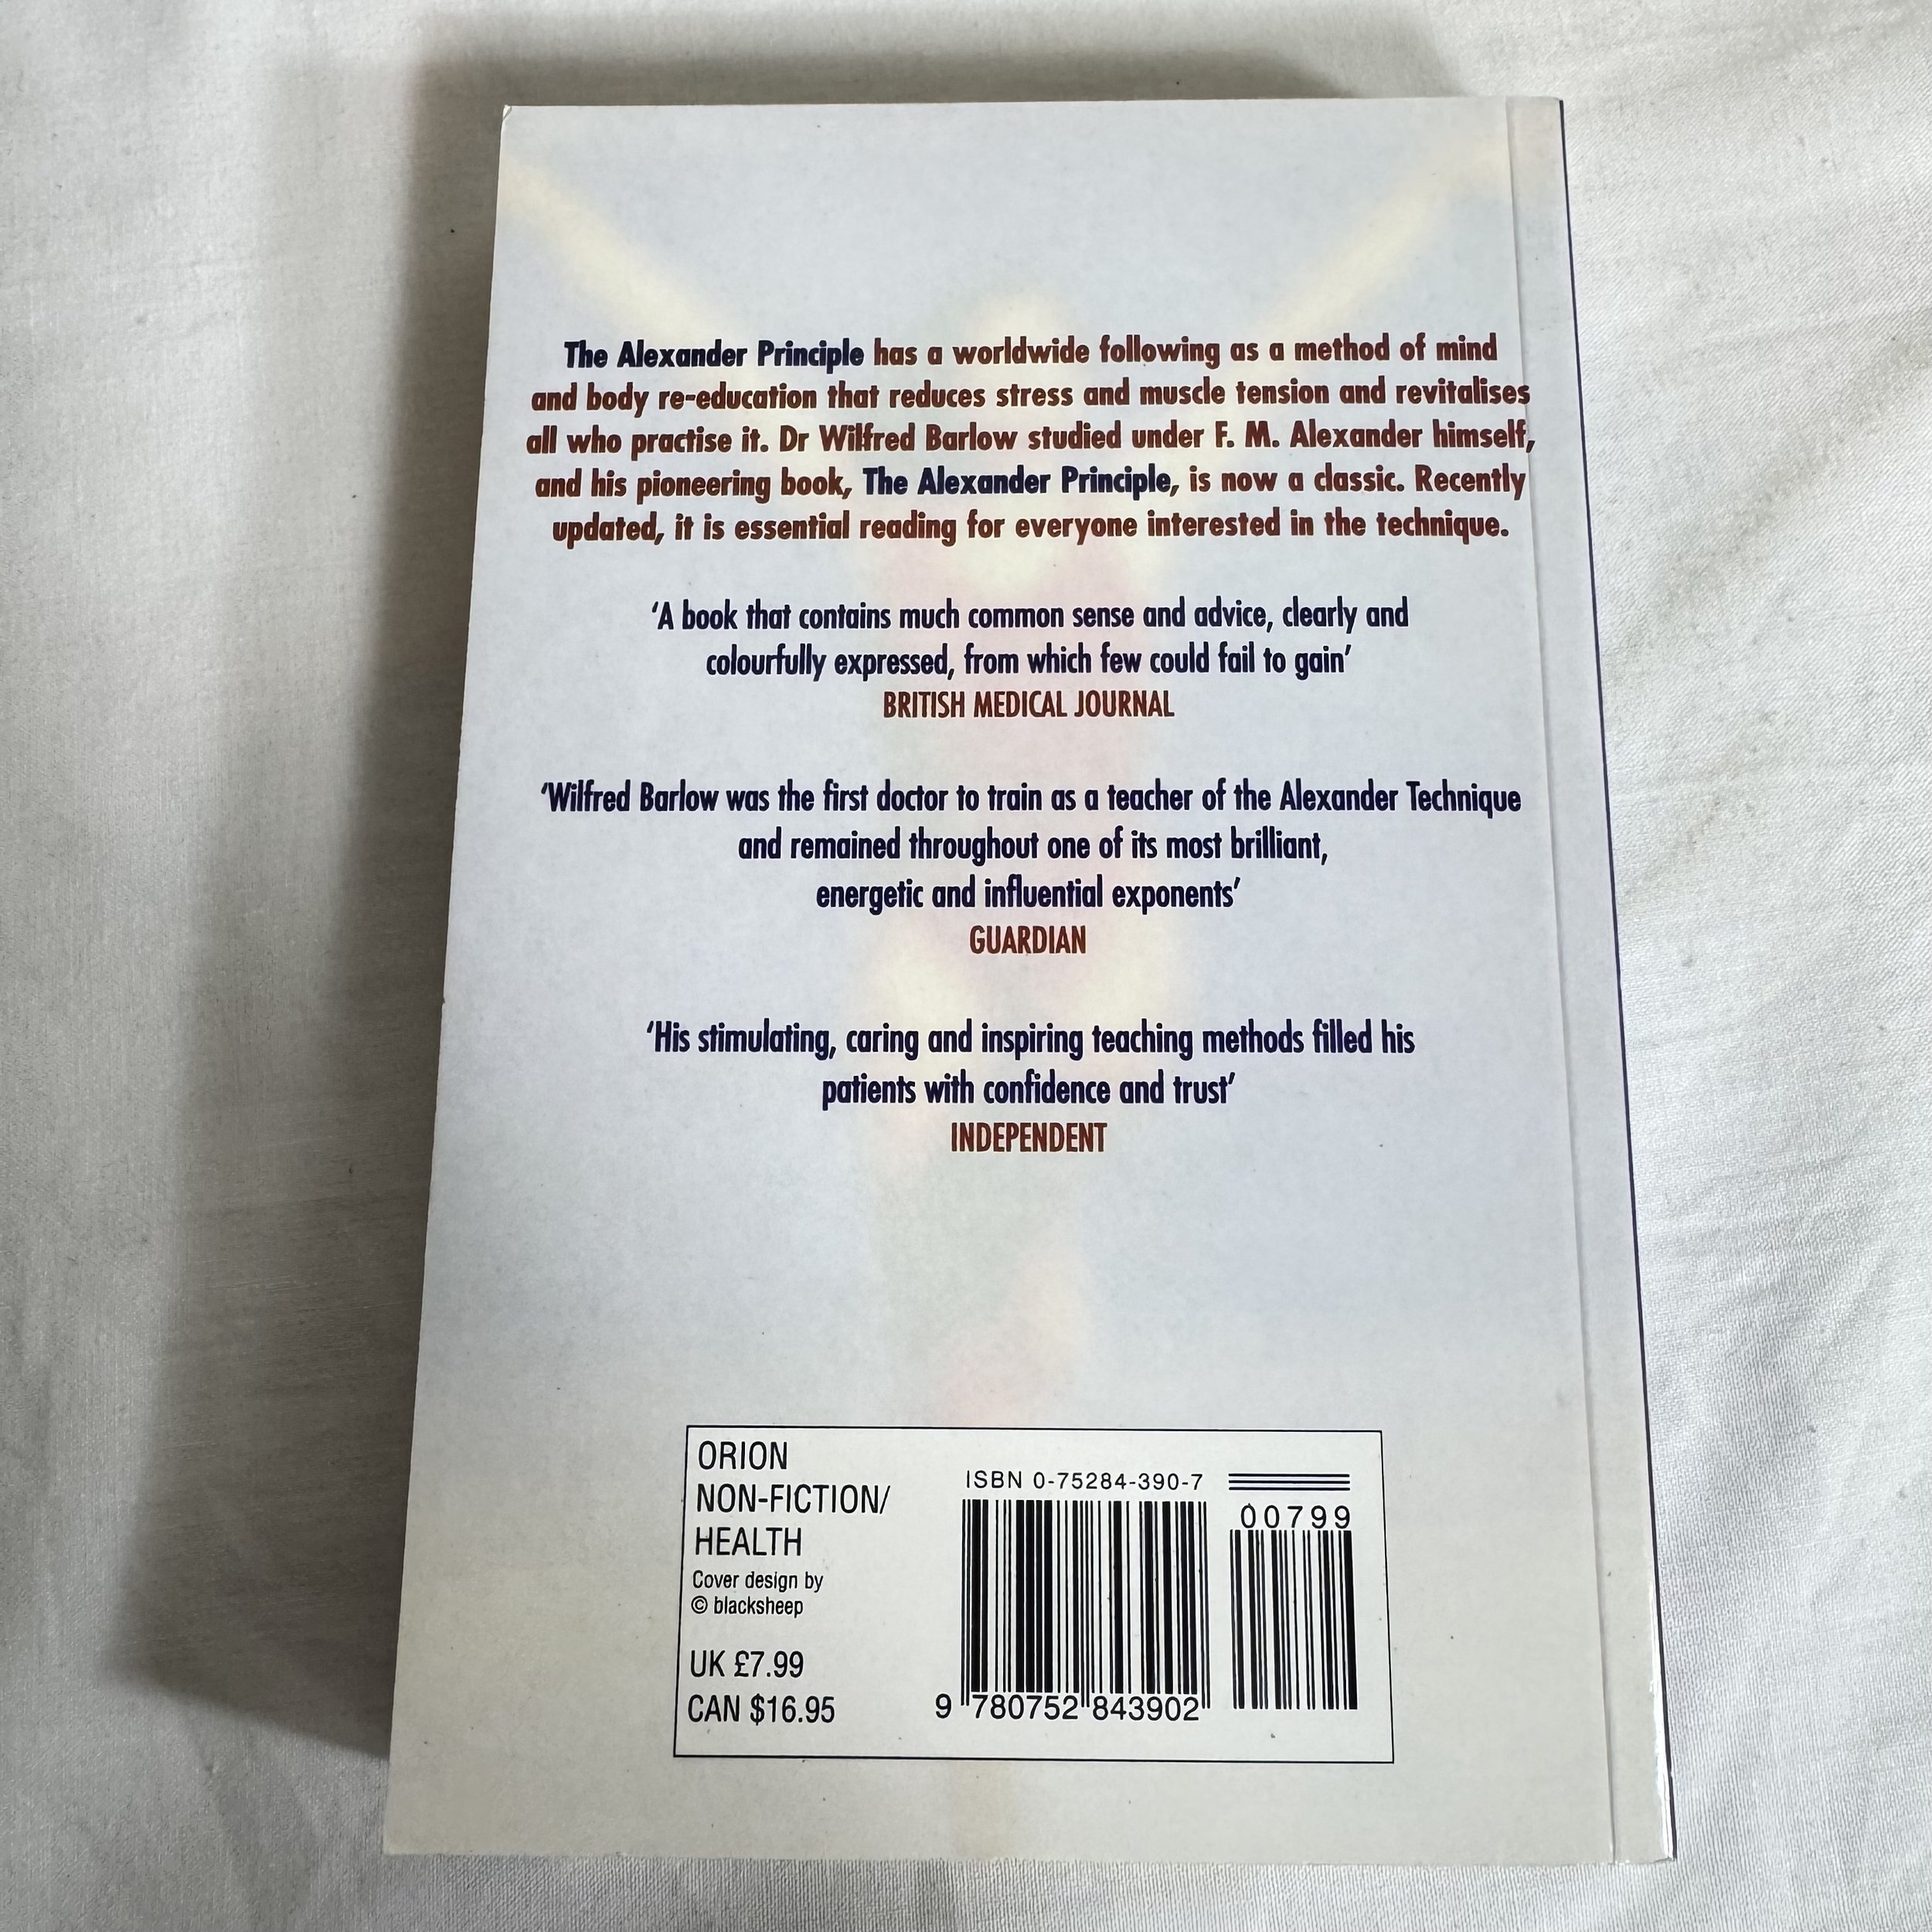 The Alexander Principle has a worldwide following as a method of mind
and body re-education that reduces stress and muscle tension and revitalises
all who practise it. Dr Wilfred Barlow studied under F. M. Alexander himself,
and his pioneering book, The Alexander Principle, is now a classic. Recently
updated, it is essential reading for everyone interested in the technique.
‘A book that contains much common sense and advice, clearly and
colourfully expressed, from which few could fail to gain’
BRITISH MEDICAL JOURNAL
‘Wilfred Barlow was the first doctor to train as a teacher of the Alexander Technique
and remained throughout one of its most brilliant,
energetic and influential exponents’
GUARDIAN
‘His stimulating, caring and inspiring teaching methods filled his
patients with confidence and trust’
INDEPENDENT
ORION
NON-FICTION/
HEALTH
Cover design by
© blacksheep
UK £7.99
CAN $16.95
ISBN 0-75284-390-7
00799
9 780752 843902